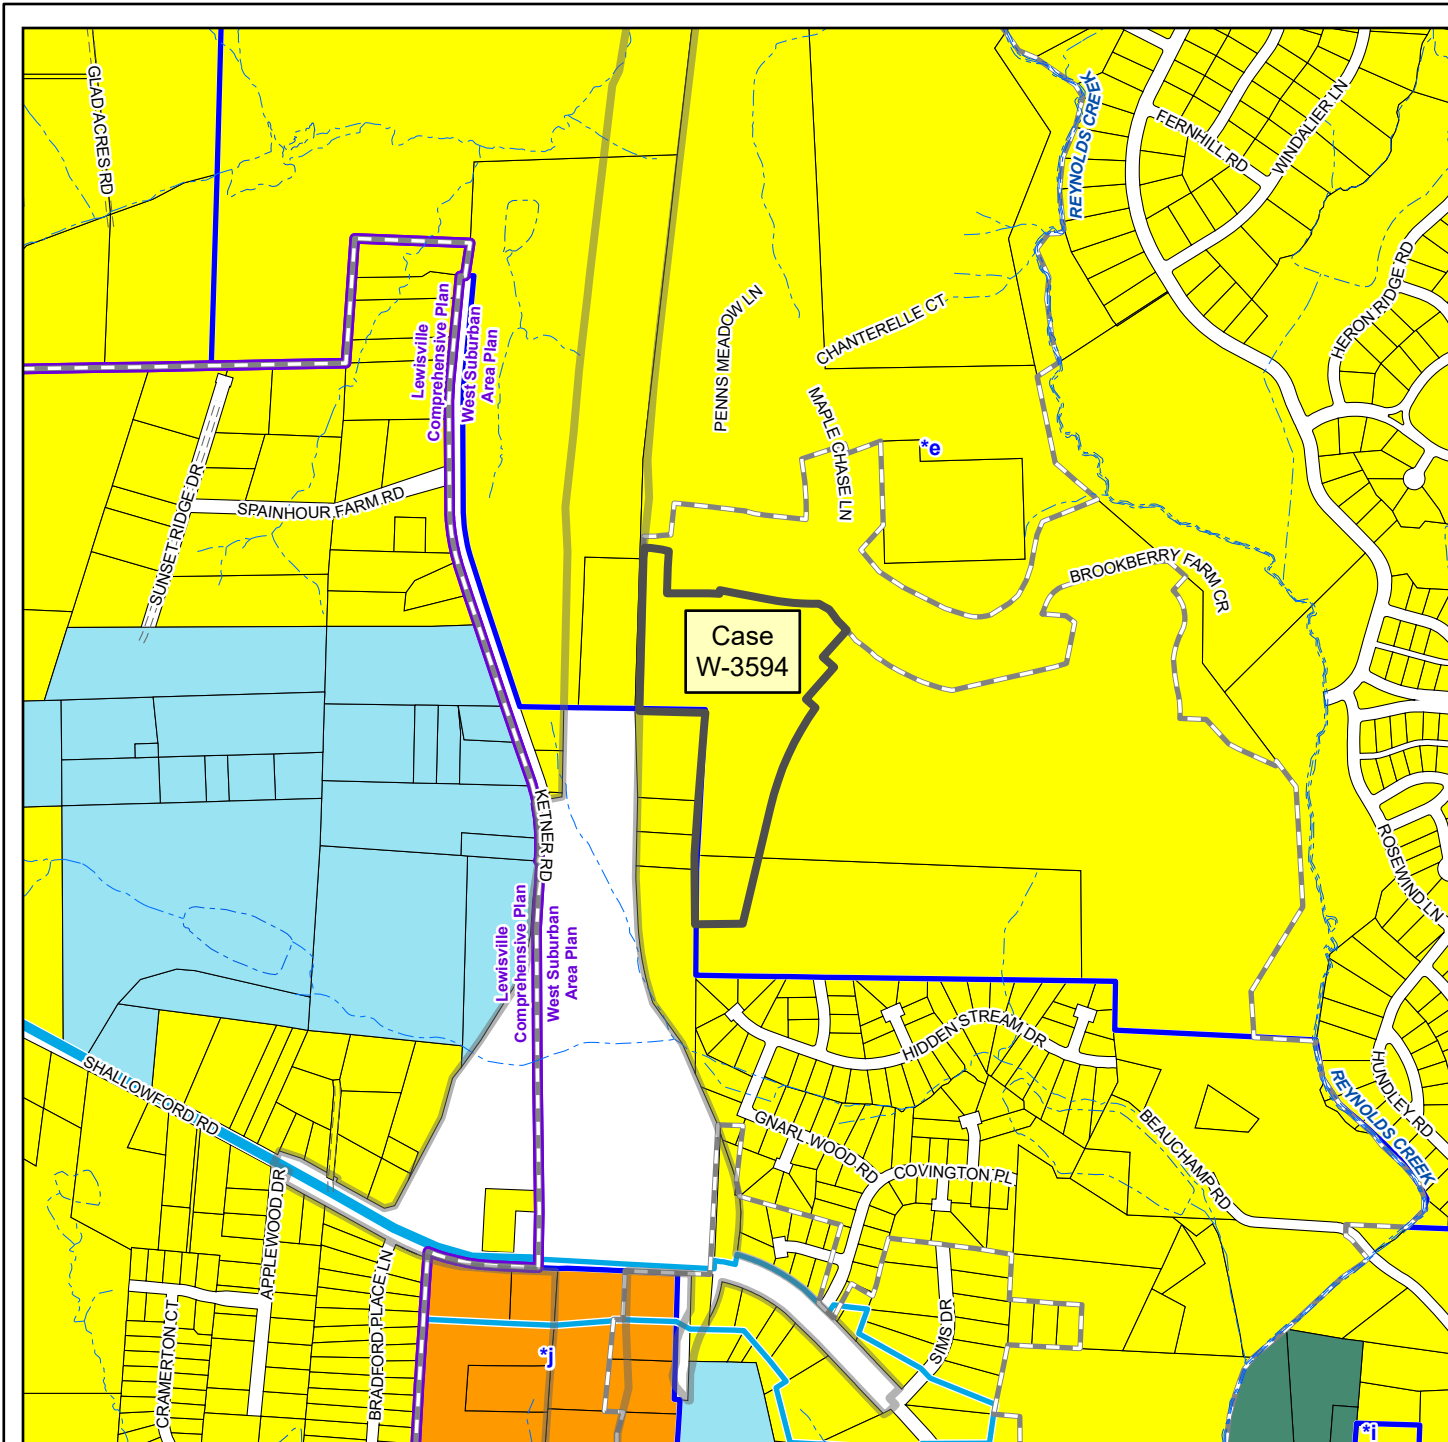 GLAD ACRES RD
REYNOLDS CREEK
FERNHILL RD
WINDALIER LN
HERON RIDGE RD
PENNS MEADOW LN
CHANTERELLE CT
MAPLE CHASE LN
*e
Lewisville
Comprehensive Plan
West Suburban
Area Plan
SUNSET RIDGE DR
SPAINHOUR FARM RD
BROOKBERRY FARM CR
Case
W-3594
KETNER RD
ROSEWIND LN
Lewisville
Comprehensive Plan
West Suburban
Area Plan
HIDDEN STREAM DR
SHALLOWFORD RD
GNARL WOOD RD
COVINGTON PL
BEAUCHAMP RD
HUNDLEY RD
REYNOLDS CREEK
APPLEWOOD DR
BRADFORD PLACE LN
CRAMERTON CT
SIMS DR
*j
*i